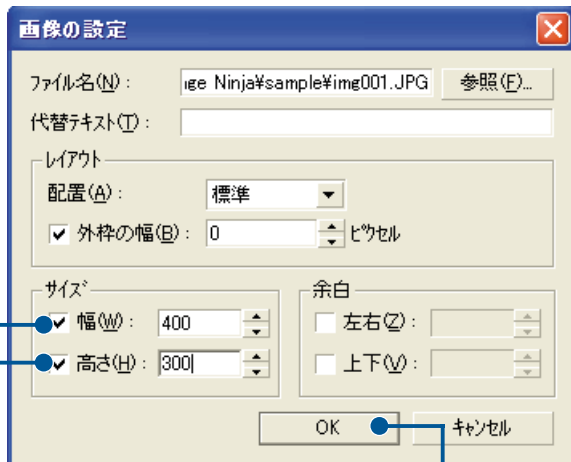 画像の設定
ファイル名(N): ige Ninja¥sample¥img001.JPG 参照(F)...
代替テキスト(T):
レイアウト
配置(A): 標準
外枠の幅(B): 0 ピクセル
サイズ 余白
幅(W): 400 左右(Z):
高さ(H): 300 上下(V):
OK キャンセル